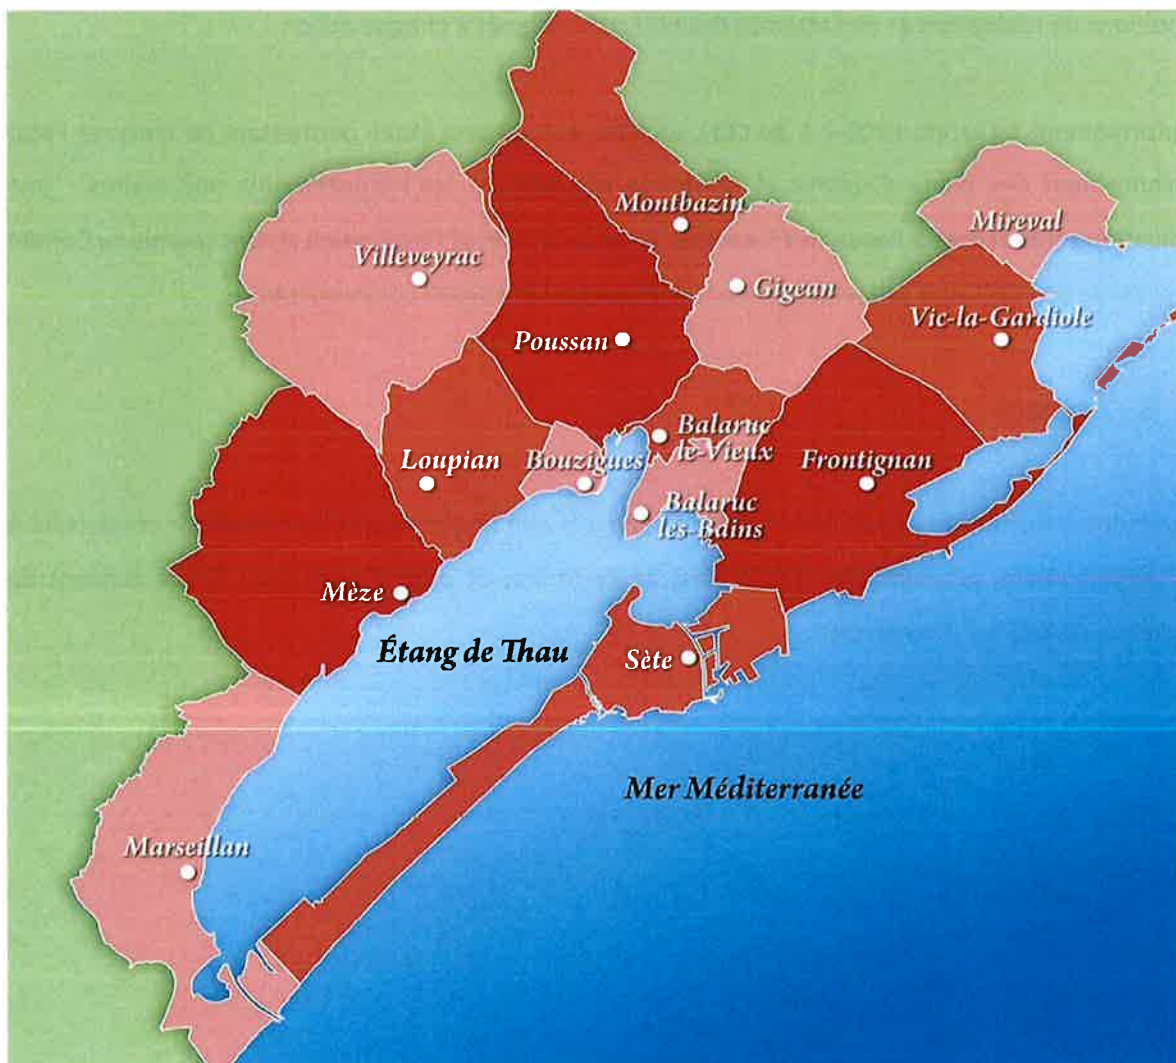 Montbazin
Mireval
Villeveyrac
Gigean
Vic-la-Gardiole
Poussan
Balaruc
le-Vieux
Loupian
Bouzigues
Frontignan
Balaruc
les-Bains
Mèze
Étang de Thau
Sète
Mer Méditerranée
Marseillan